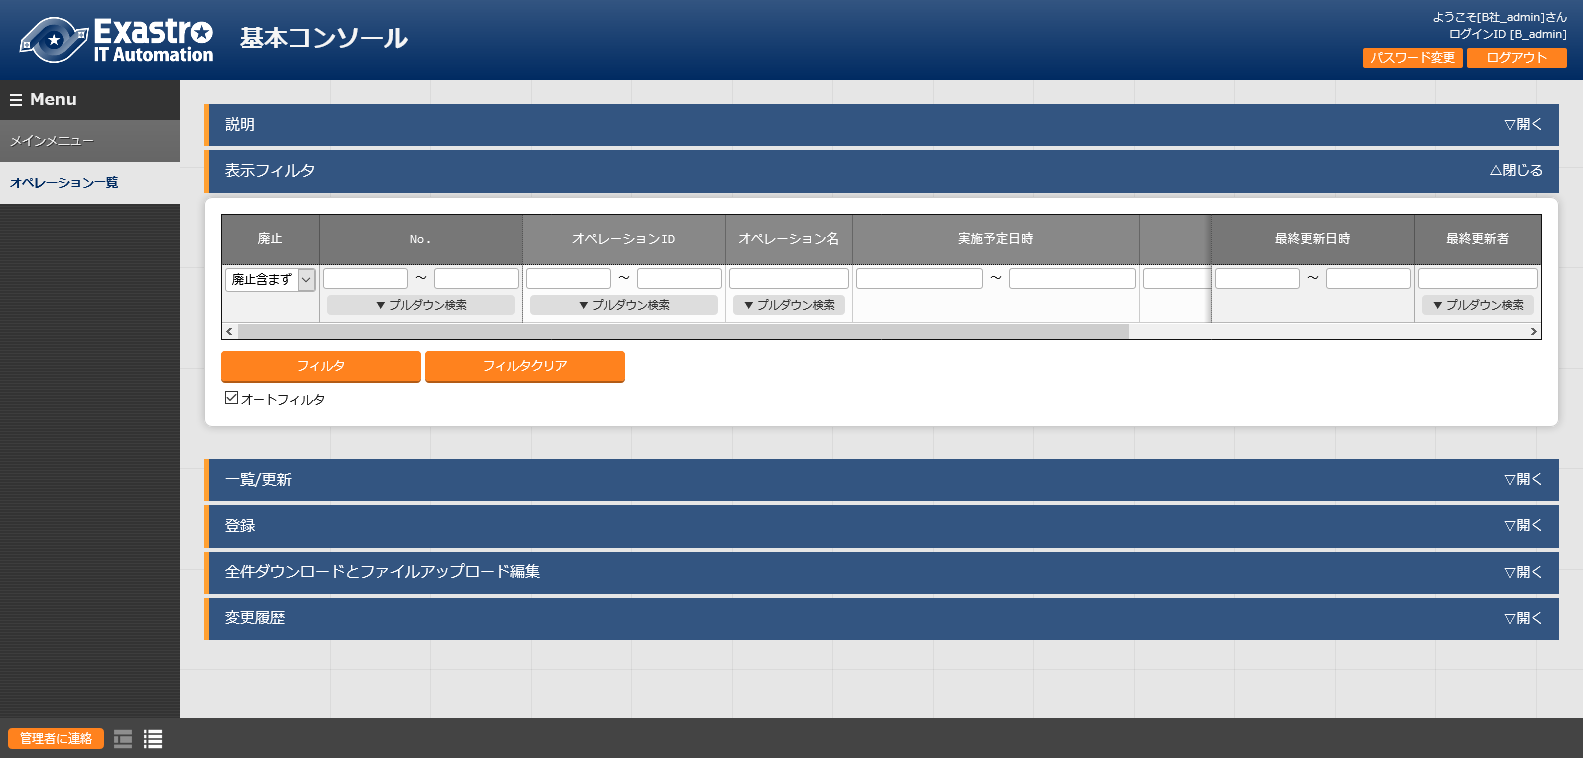 Exastro
IT Automation
基本コンソール
ようこそ[B社_admin]さん
ログインID [B_admin]
パスワード変更 ログアウト
Menu
メインメニュー
オペレーション一覧
説明 ▽開く
表示フィルタ △閉じる
廃止 No. オペレーションID オペレーション名 実施予定日時 最終更新日時 最終更新者
廃止含まず ～ ～ ～ ～
▼プルダウン検索 ▼プルダウン検索 ▼プルダウン検索 ▼プルダウン検索
フィルタ フィルタクリア
オートフィルタ
一覧/更新 ▽開く
登録 ▽開く
全件ダウンロードとファイルアップロード編集 ▽開く
変更履歴 ▽開く
管理者に連絡